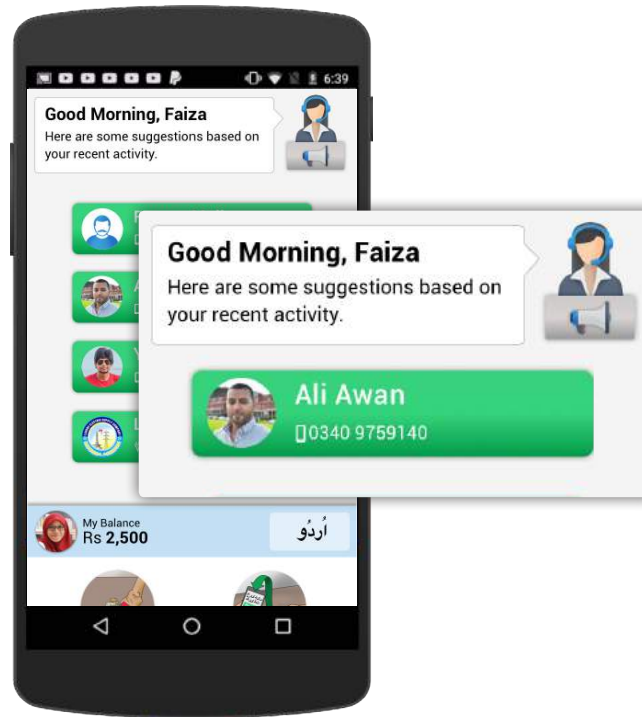 6:39
Good Morning, Faiza
Here are some suggestions based on
your recent activity.
Good Morning, Faiza
Here are some suggestions based on
your recent activity.
Ali Awan
0340 9759140
My Balance
Rs 2,500
اُردُو